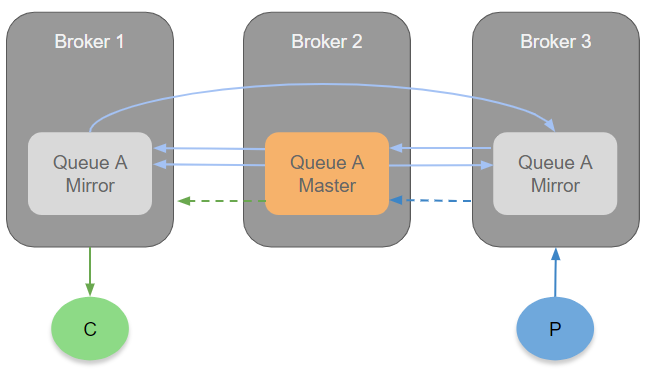 Broker 1
Broker 2
Broker 3
Queue A
Mirror
Queue A
Master
Queue A
Mirror
C
P